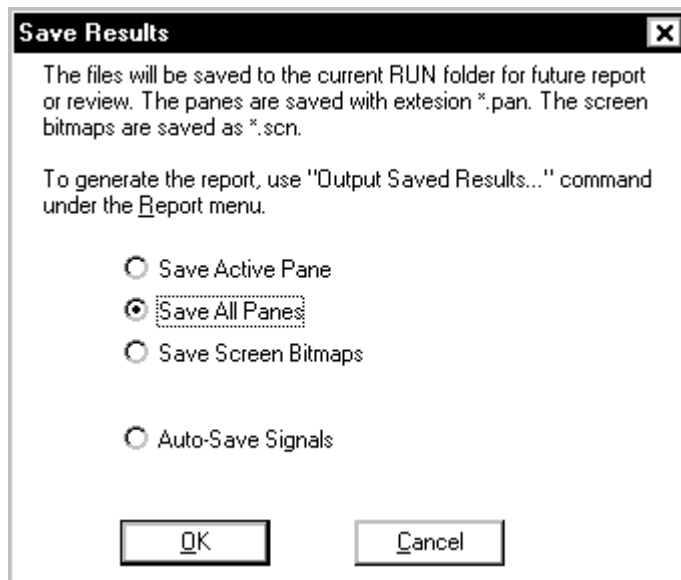 Save Results
The files will be saved to the current RUN folder for future report
or review. The panes are saved with extesion *.pan. The screen
bitmaps are saved as *.scn.
To generate the report, use "Output Saved Results..." command
under the Report menu.
Save Active Pane
Save All Panes
Save Screen Bitmaps
Auto-Save Signals
OK Cancel